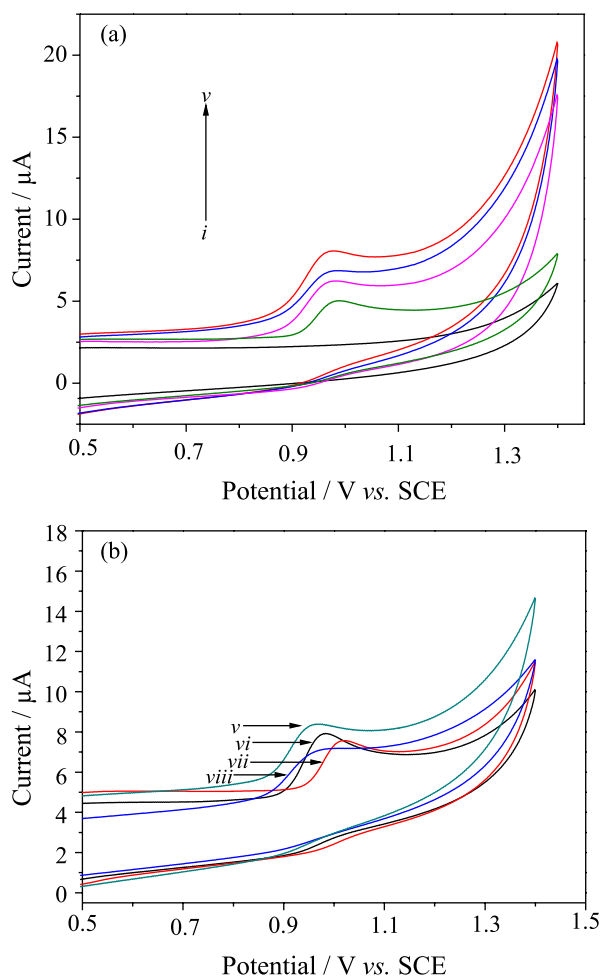 (a)
20
15
10
5
0
v
i
Current / μA
0.5 0.7 0.9 1.1 1.3
Potential / V vs. SCE
(b)
18
16
14
12
10
8
6
4
2
0
v
vi
vii
viii
Current / μA
0.5 0.7 0.9 1.1 1.3 1.5
Potential / V vs. SCE